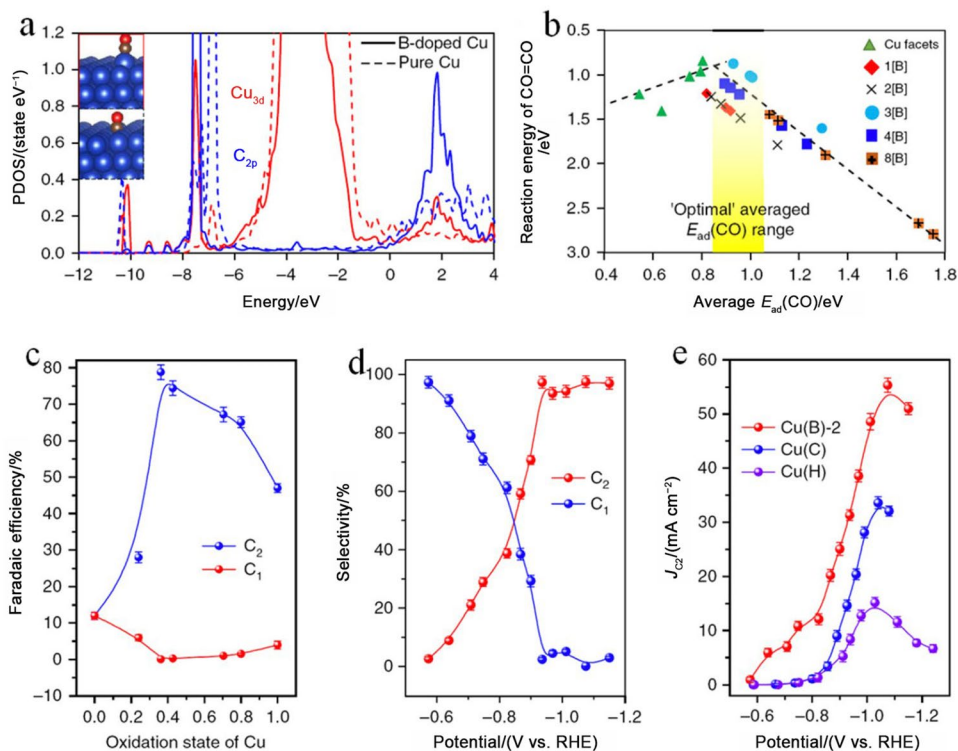 a
PDOS/(state eV⁻¹)
1.2
1.0
0.8
0.6
0.4
0.2
0.0
−12
−10
−8
−6
−4
−2
0
2
4
Energy/eV
B-doped Cu
Pure Cu
Cu3d
C2p
b
Reaction energy of CO=CO
/eV
0.5
1.0
1.5
2.0
2.5
3.0
0.4
0.6
0.8
1.0
1.2
1.4
1.6
1.8
Average Ead(CO)/eV
Cu facets
1[B]
2[B]
3[B]
4[B]
8[B]
'Optimal' averaged
Ead(CO) range
c
Faradaic efficiency/%
80
70
60
50
40
30
20
10
0
−10
0.0
0.2
0.4
0.6
0.8
1.0
Oxidation state of Cu
C2
C1
d
Selectivity/%
100
80
60
40
20
0
−0.6
−0.8
−1.0
−1.2
Potential/(V vs. RHE)
C2
C1
e
JC2/(mA cm⁻²)
60
50
40
30
20
10
0
−0.6
−0.8
−1.0
−1.2
Potential/(V vs. RHE)
Cu(B)-2
Cu(C)
Cu(H)